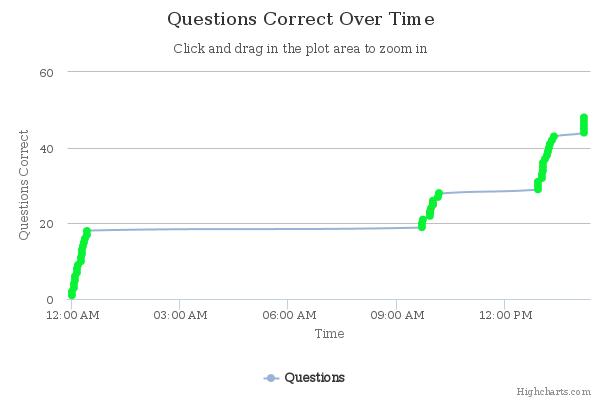 Questions Correct Over Time
Click and drag in the plot area to zoom in
Questions Correct
60
40
20
0
12:00 AM 03:00 AM 06:00 AM 09:00 AM 12:00 PM
Time
Questions
Highcharts.com